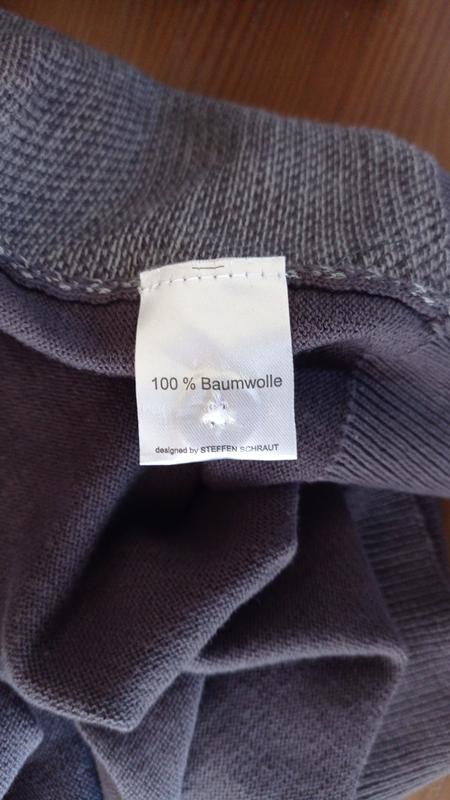 100 % Baumwolle
designed by STEFFEN SCHRAUT